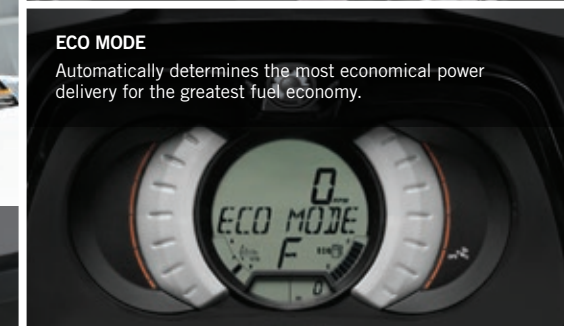 ECO MODE
Automatically determines the most economical power
delivery for the greatest fuel economy.
0
ECO MODE
F
0